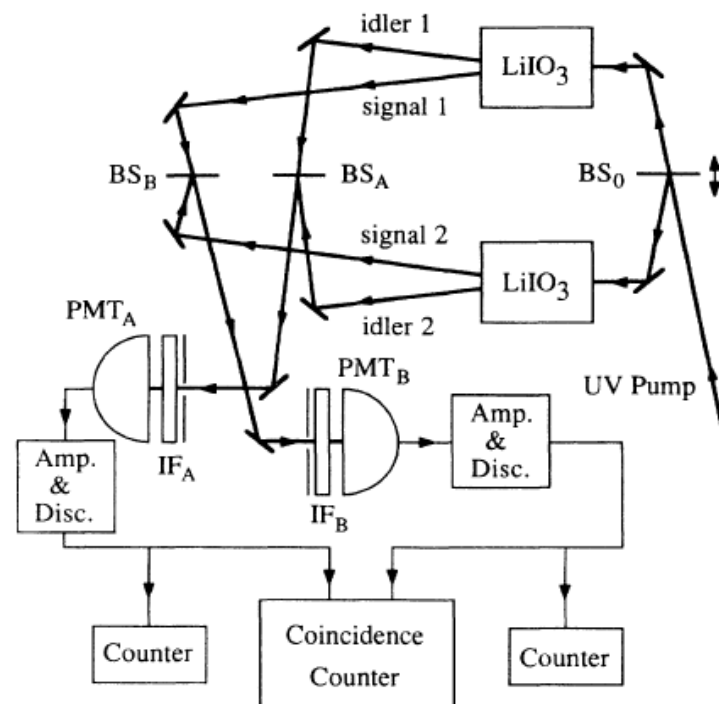 idler 1
LiIO3
signal 1
BSB
BSA
BS0
signal 2
LiIO3
idler 2
PMTA
PMTB
UV Pump
Amp.
&
Disc.
IFA
Amp.
&
Disc.
IFB
Counter
Coincidence
Counter
Counter